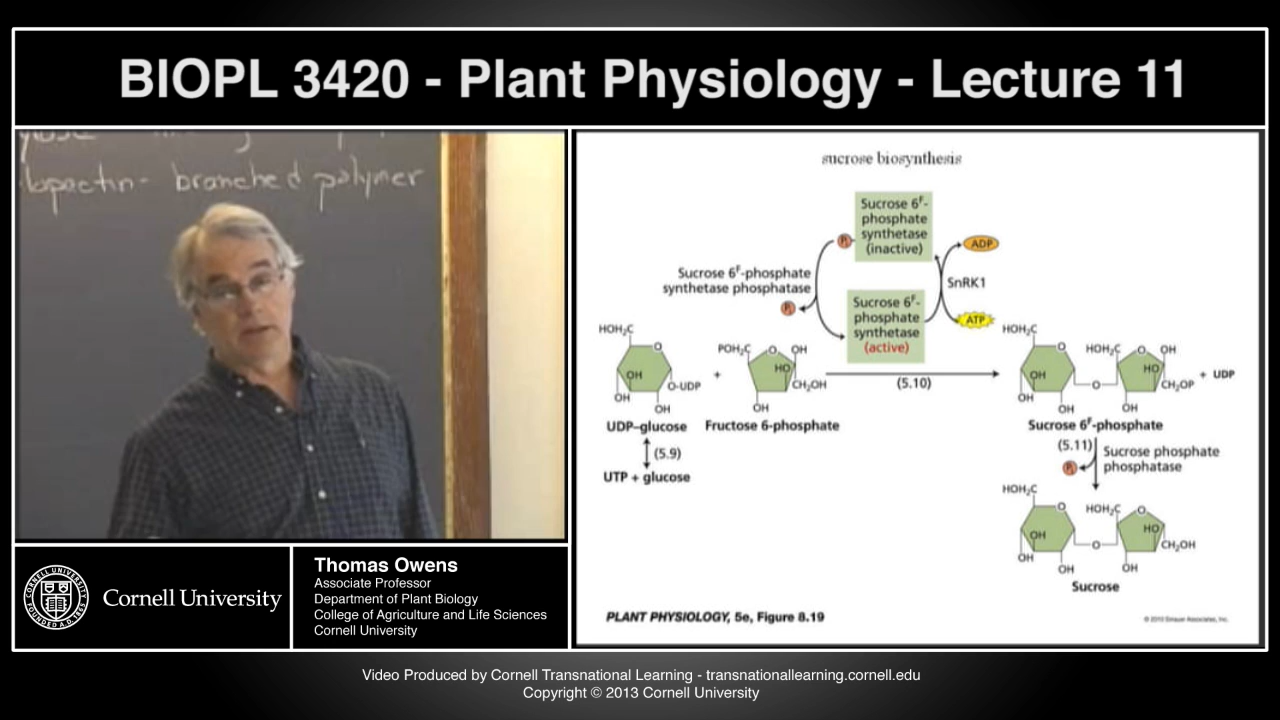 BIOPL 3420 - Plant Physiology - Lecture 11
branched polymer
sucrose biosynthesis
Sucrose 6F-
phosphate
synthetase
(inactive)
Pi
ADP
Sucrose 6F-phosphate
synthetase phosphatase
SnRK1
Pi
Sucrose 6F-
phosphate
synthetase
(active)
ATP
HOH2C
O
OH
O-UDP
OH
OH
UDP–glucose
+
POH2C
O
OH
HO
CH2OH
OH
Fructose 6-phosphate
(5.10)
HOH2C
O
OH
OH
OH
O
HOH2C
O
OH
HO
CH2OP
OH
+ UDP
Sucrose 6F-phosphate
(5.9)
UTP + glucose
(5.11)
Sucrose phosphate
phosphatase
Pi
HOH2C
O
OH
OH
OH
O
HOH2C
O
HO
CH2OH
OH
Sucrose
PLANT PHYSIOLOGY, 5e, Figure 8.19
© 2010 Sinauer Associates, Inc.
Cornell University
Thomas Owens
Associate Professor
Department of Plant Biology
College of Agriculture and Life Sciences
Cornell University
Video Produced by Cornell Transnational Learning - transnationallearning.cornell.edu
Copyright © 2013 Cornell University